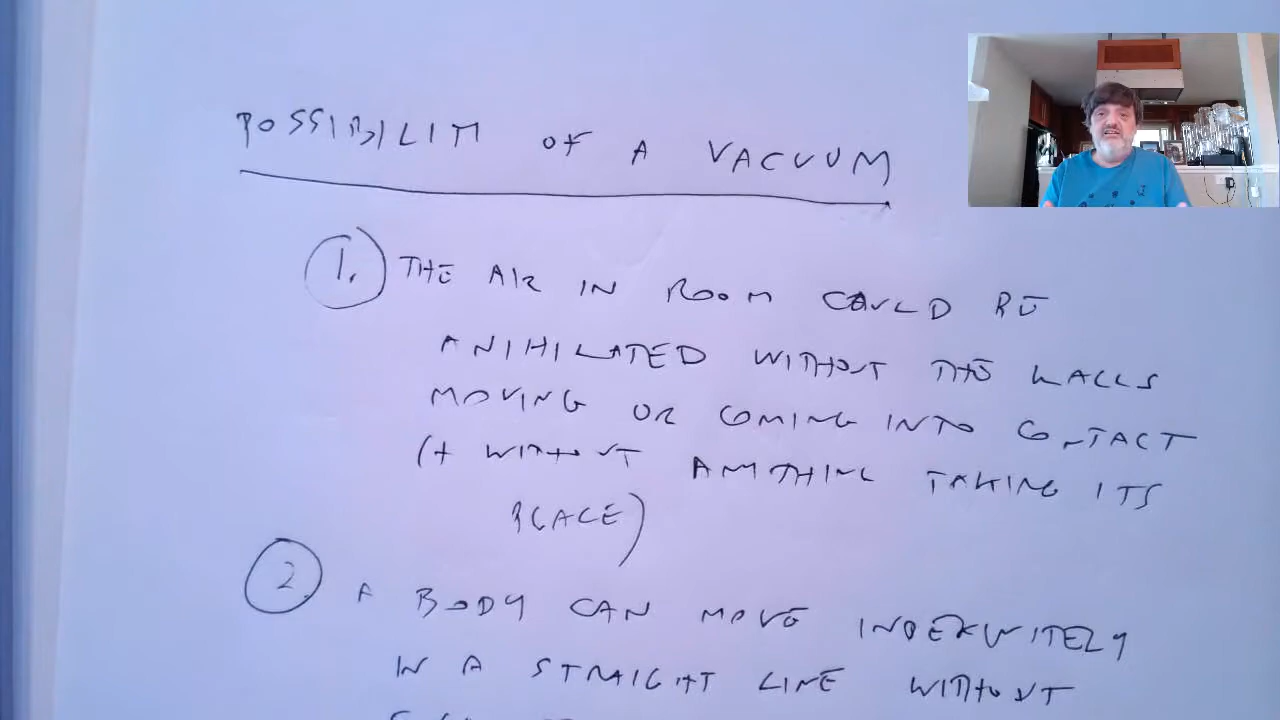 POSSIBILITY OF A VACUUM
1. THE AIR IN ROOM COULD BE
ANIHILATED WITHOUT THE WALLS
MOVING OR COMING INTO CONTACT
(+ WITHOUT ANYTHING TAKING ITS
PLACE)
2. A BODY CAN MOVE INDEFINITELY
IN A STRAIGHT LINE WITHOUT